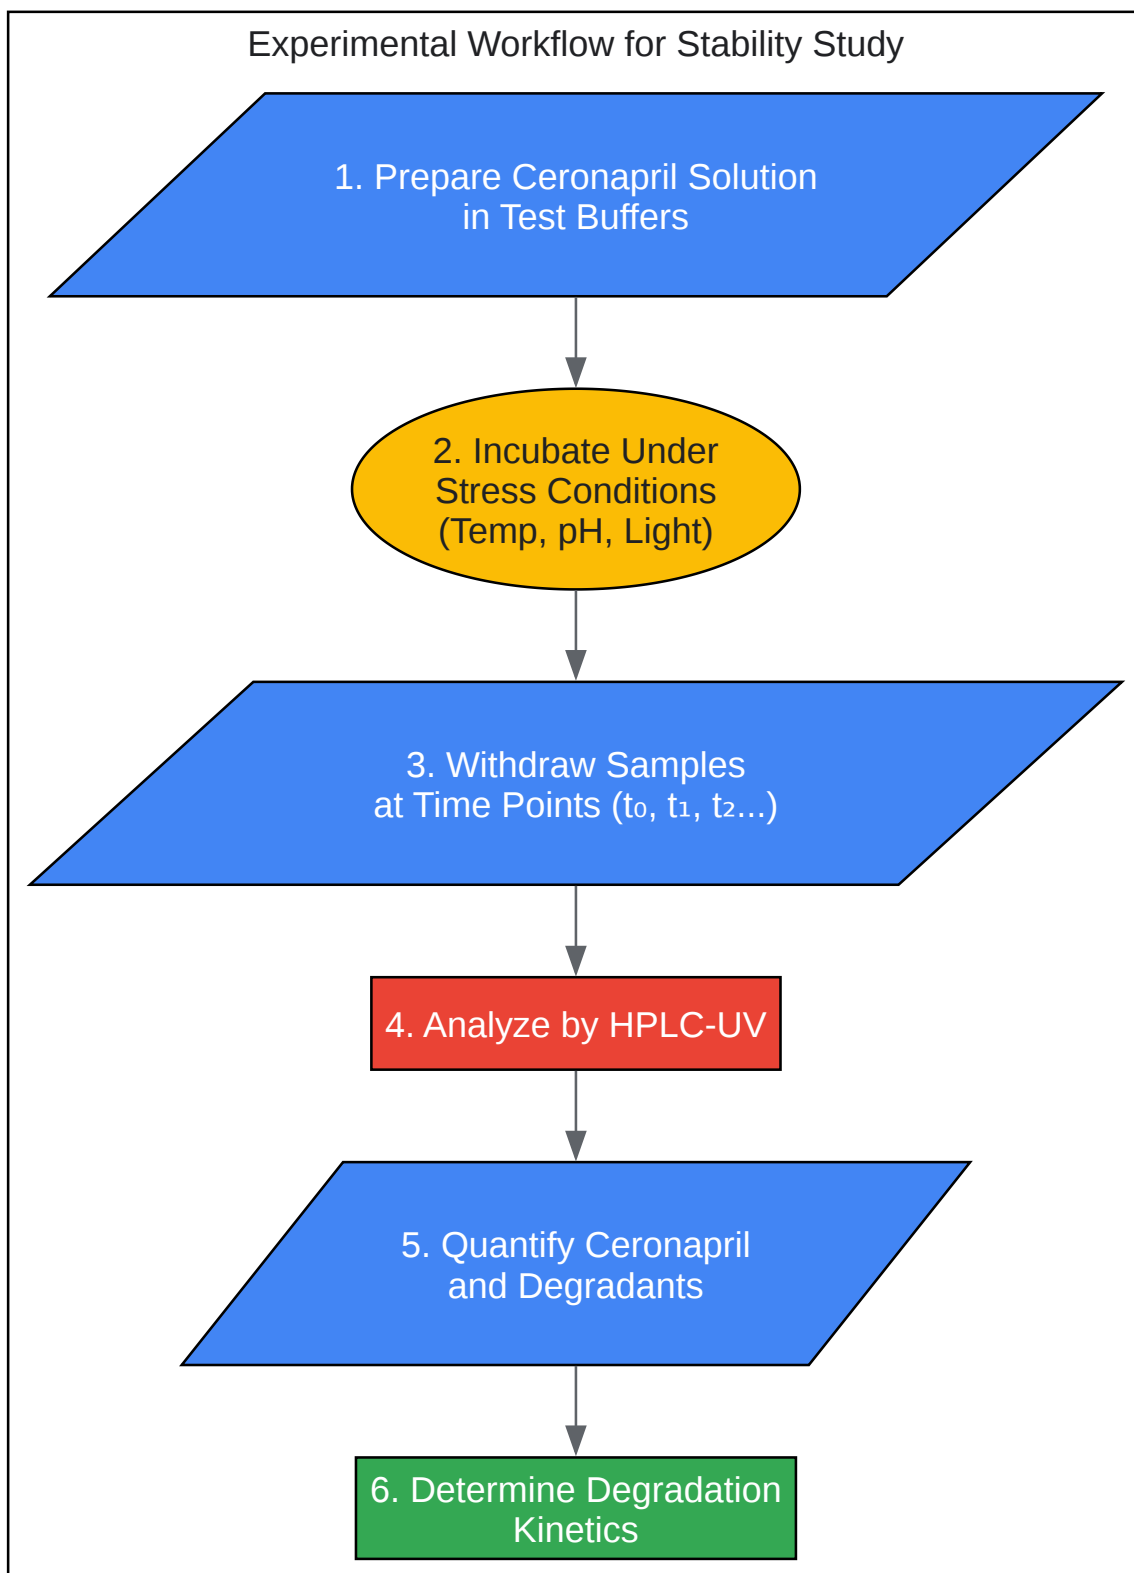 Experimental Workflow for Stability Study
1. Prepare Ceronapril Solution
in Test Buffers
2. Incubate Under
Stress Conditions
(Temp, pH, Light)
3. Withdraw Samples
at Time Points (t₀, t₁, t₂...)
4. Analyze by HPLC-UV
5. Quantify Ceronapril
and Degradants
6. Determine Degradation
Kinetics